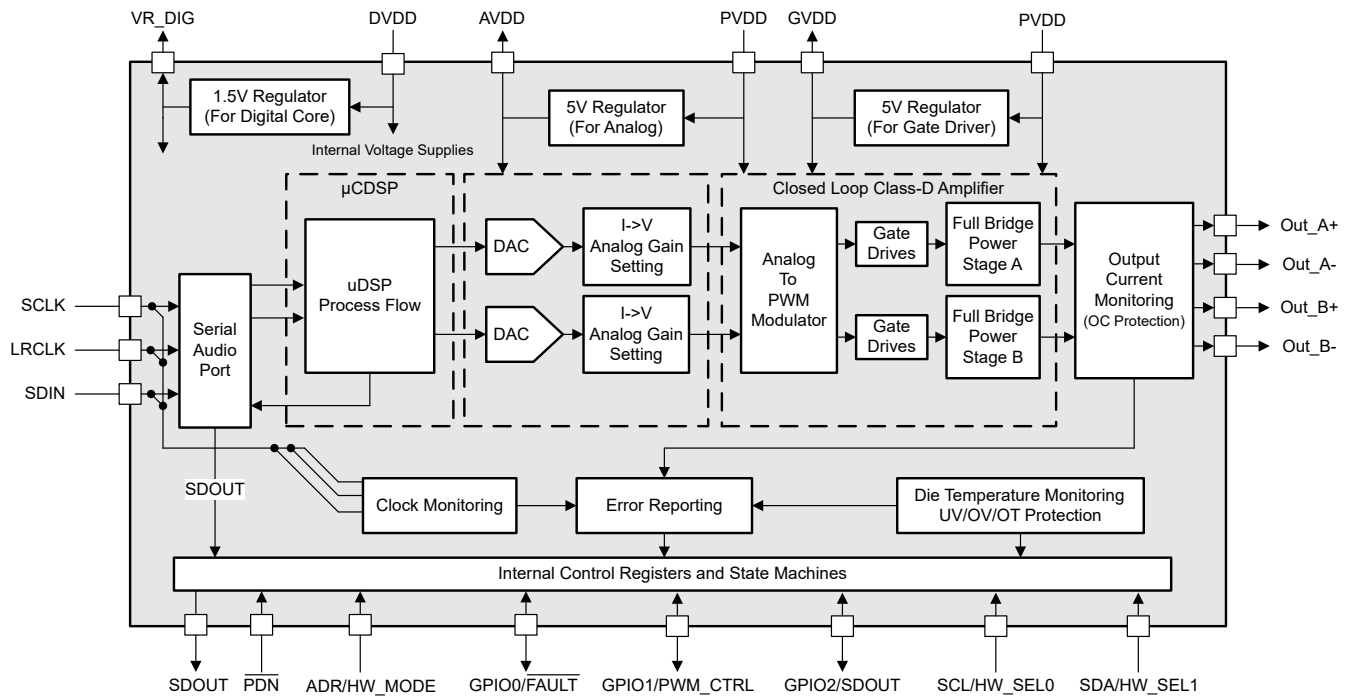 VR_DIG
DVDD
AVDD
PVDD
GVDD
PVDD
1.5V Regulator
(For Digital Core)
5V Regulator
(For Analog)
5V Regulator
(For Gate Driver)
Internal Voltage Supplies
µCDSP
Closed Loop Class-D Amplifier
uDSP
Process Flow
DAC
I->V
Analog Gain
Setting
DAC
I->V
Analog Gain
Setting
Analog
To
PWM
Modulator
Gate
Drives
Full Bridge
Power
Stage A
Gate
Drives
Full Bridge
Power
Stage B
Output
Current
Monitoring
(OC Protection)
Out_A+
Out_A-
Out_B+
Out_B-
SCLK
LRCLK
SDIN
Serial
Audio
Port
SDOUT
Clock Monitoring
Error Reporting
Die Temperature Monitoring
UV/OV/OT Protection
Internal Control Registers and State Machines
SDOUT
PDN
ADR/HW_MODE
GPIO0/FAULT
GPIO1/PWM_CTRL
GPIO2/SDOUT
SCL/HW_SEL0
SDA/HW_SEL1